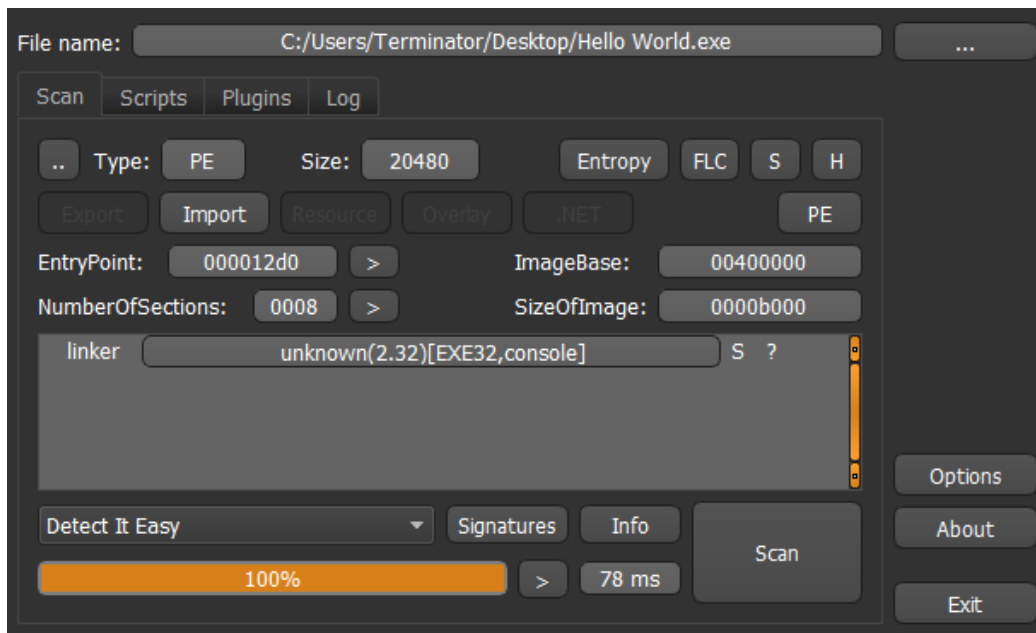 File name: C:/Users/Terminator/Desktop/Hello World.exe ...
Scan Scripts Plugins Log
.. Type: PE Size: 20480 Entropy FLC S H
Export Import Resource Overlay .NET PE
EntryPoint: 000012d0 > ImageBase: 00400000
NumberOfSections: 0008 > SizeOfImage: 0000b000
linker unknown(2.32)[EXE32,console] S ?
Options
Detect It Easy Signatures Info Scan About
100% > 78 ms Exit